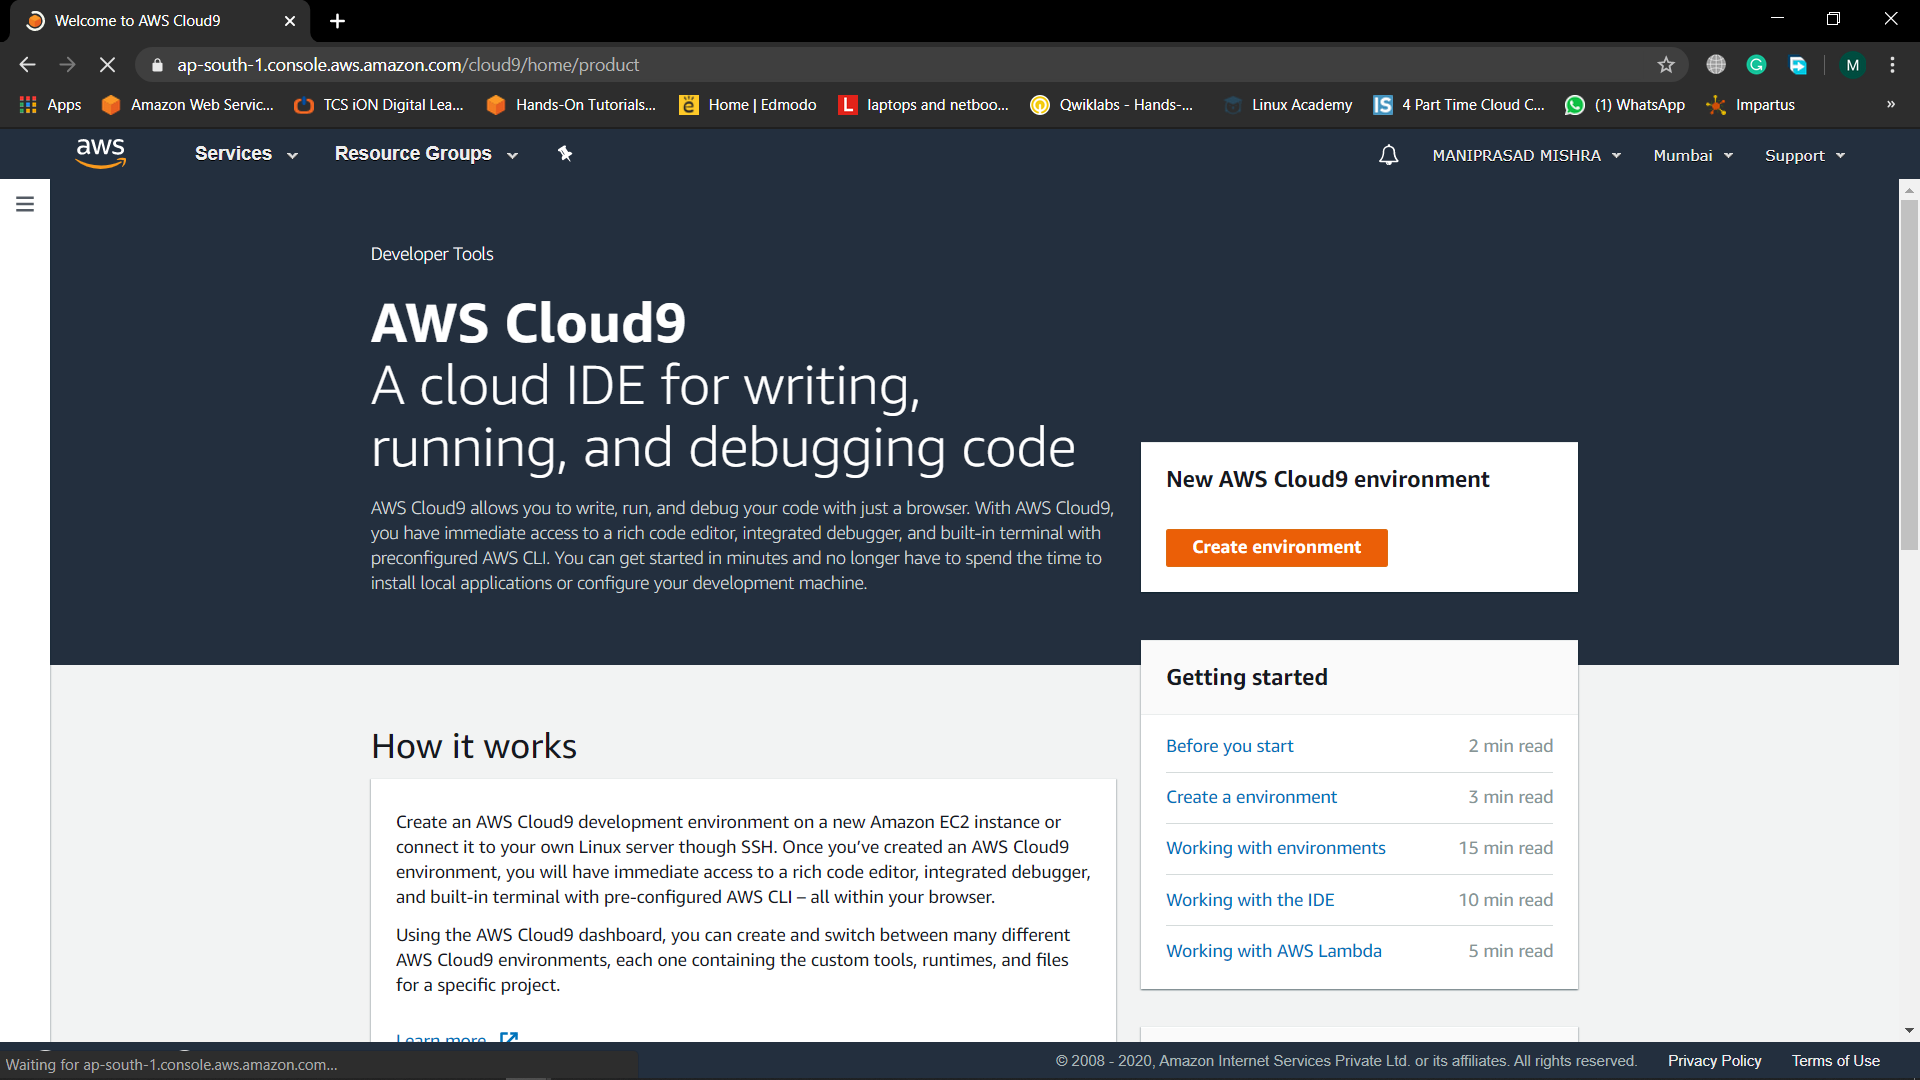 Welcome to AWS Cloud9
ap-south-1.console.aws.amazon.com/cloud9/home/product
M
Apps
Amazon Web Servic...
TCS iON Digital Lea...
Hands-On Tutorials...
Home | Edmodo
L
laptops and netboo...
Qwiklabs - Hands-...
Linux Academy
IS
4 Part Time Cloud C...
(1) WhatsApp
Impartus
»
aws
Services
Resource Groups
MANIPRASAD MISHRA
Mumbai
Support
Developer Tools
AWS Cloud9
A cloud IDE for writing,
running, and debugging code
AWS Cloud9 allows you to write, run, and debug your code with just a browser. With AWS Cloud9,
you have immediate access to a rich code editor, integrated debugger, and built-in terminal with
preconfigured AWS CLI. You can get started in minutes and no longer have to spend the time to
install local applications or configure your development machine.
New AWS Cloud9 environment
Create environment
Getting started
Before you start 2 min read
Create a environment 3 min read
Working with environments 15 min read
Working with the IDE 10 min read
Working with AWS Lambda 5 min read
How it works
Create an AWS Cloud9 development environment on a new Amazon EC2 instance or
connect it to your own Linux server though SSH. Once you've created an AWS Cloud9
environment, you will have immediate access to a rich code editor, integrated debugger,
and built-in terminal with pre-configured AWS CLI – all within your browser.
Using the AWS Cloud9 dashboard, you can create and switch between many different
AWS Cloud9 environments, each one containing the custom tools, runtimes, and files
for a specific project.
Learn more
Waiting for ap-south-1.console.aws.amazon.com...
© 2008 - 2020, Amazon Internet Services Private Ltd. or its affiliates. All rights reserved.
Privacy Policy
Terms of Use